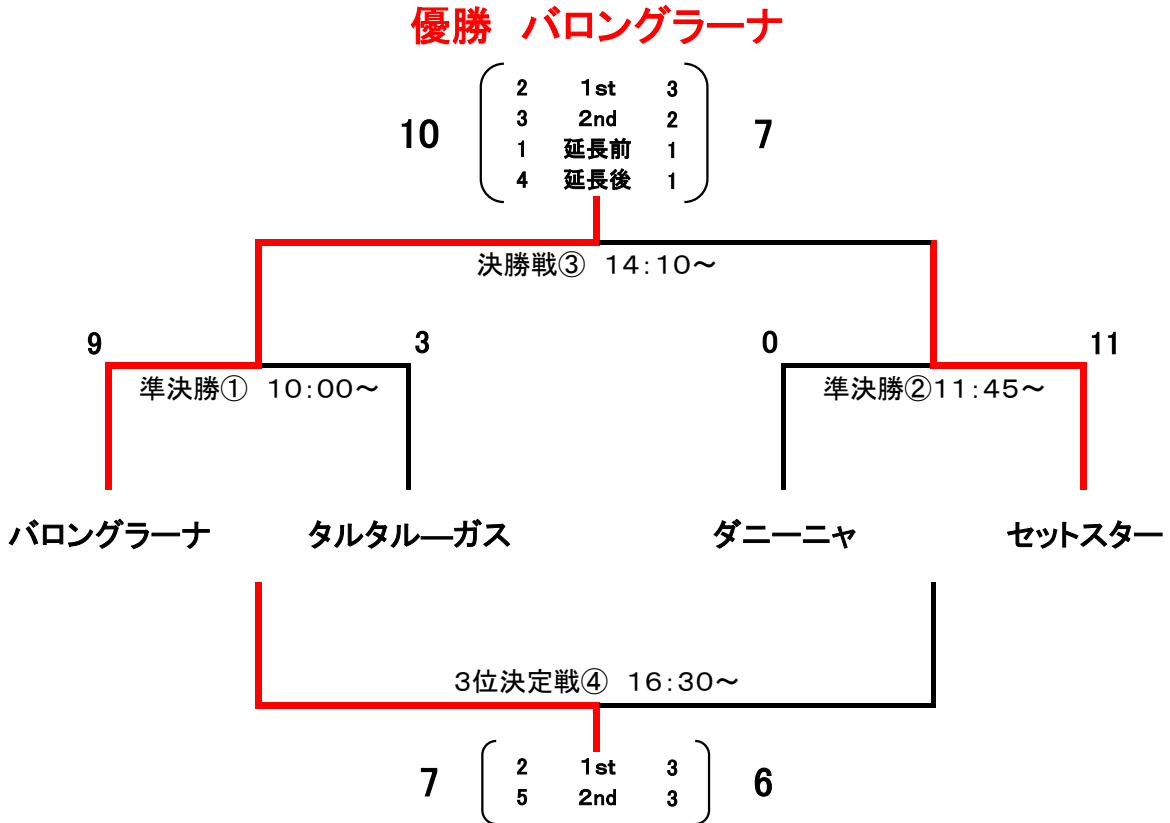 優勝　バロングラーナ
2　1st　3
3　2nd　2
10　7
1　延長前　1
4　延長後　1
決勝戦③　14:10～
9　3　0　11
準決勝①　10:00～　準決勝②11:45～
バロングラーナ　タルタル―ガス　ダニーニャ　セットスター
3位決定戦④　16:30～
2　1st　3
7　6
5　2nd　3